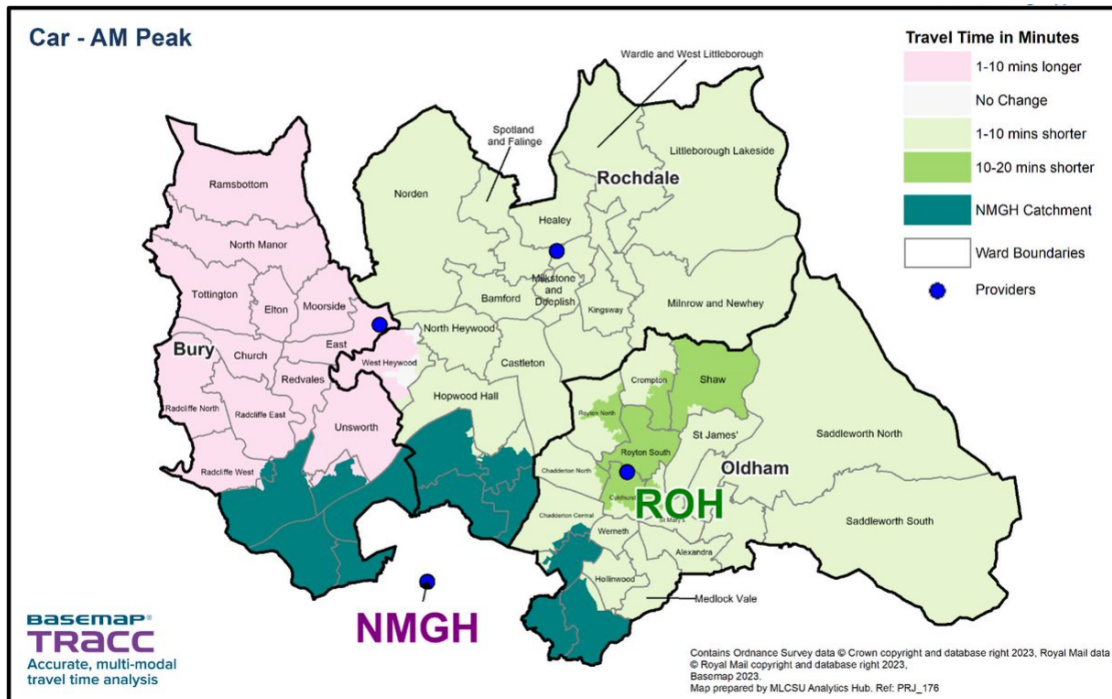 Car - AM Peak
Travel Time in Minutes
1-10 mins longer
No Change
1-10 mins shorter
10-20 mins shorter
NMGH Catchment
Ward Boundaries
Providers
Wardle and West Littleborough
Spotland
and Falinge
Littleborough Lakeside
Ramsbottom
Norden
Rochdale
Healey
North Manor
Milkstone
and
Deeplish
Tottington
Elton
Moorside
Bamford
Kingsway
Milnrow and Newhey
North Heywood
East
Bury
Church
West Heywood
Castleton
Redvales
Crompton
Shaw
Hopwood Hall
Radcliffe North
Radcliffe East
Unsworth
Royton North
St James'
Saddleworth North
Royton South
Radcliffe West
Chadderton North
Oldham
ROH
Chadderton Central
St Mary's
Saddleworth South
Werneth
Alexandra
Hollinwood
Medlock Vale
NMGH
BASEMAP®
TRACC
Accurate, multi-modal
travel time analysis
Contains Ordnance Survey data © Crown copyright and database right 2023, Royal Mail data
© Royal Mail copyright and database right 2023,
Basemap 2023.
Map prepared by MLCSU Analytics Hub. Ref: PRJ_176